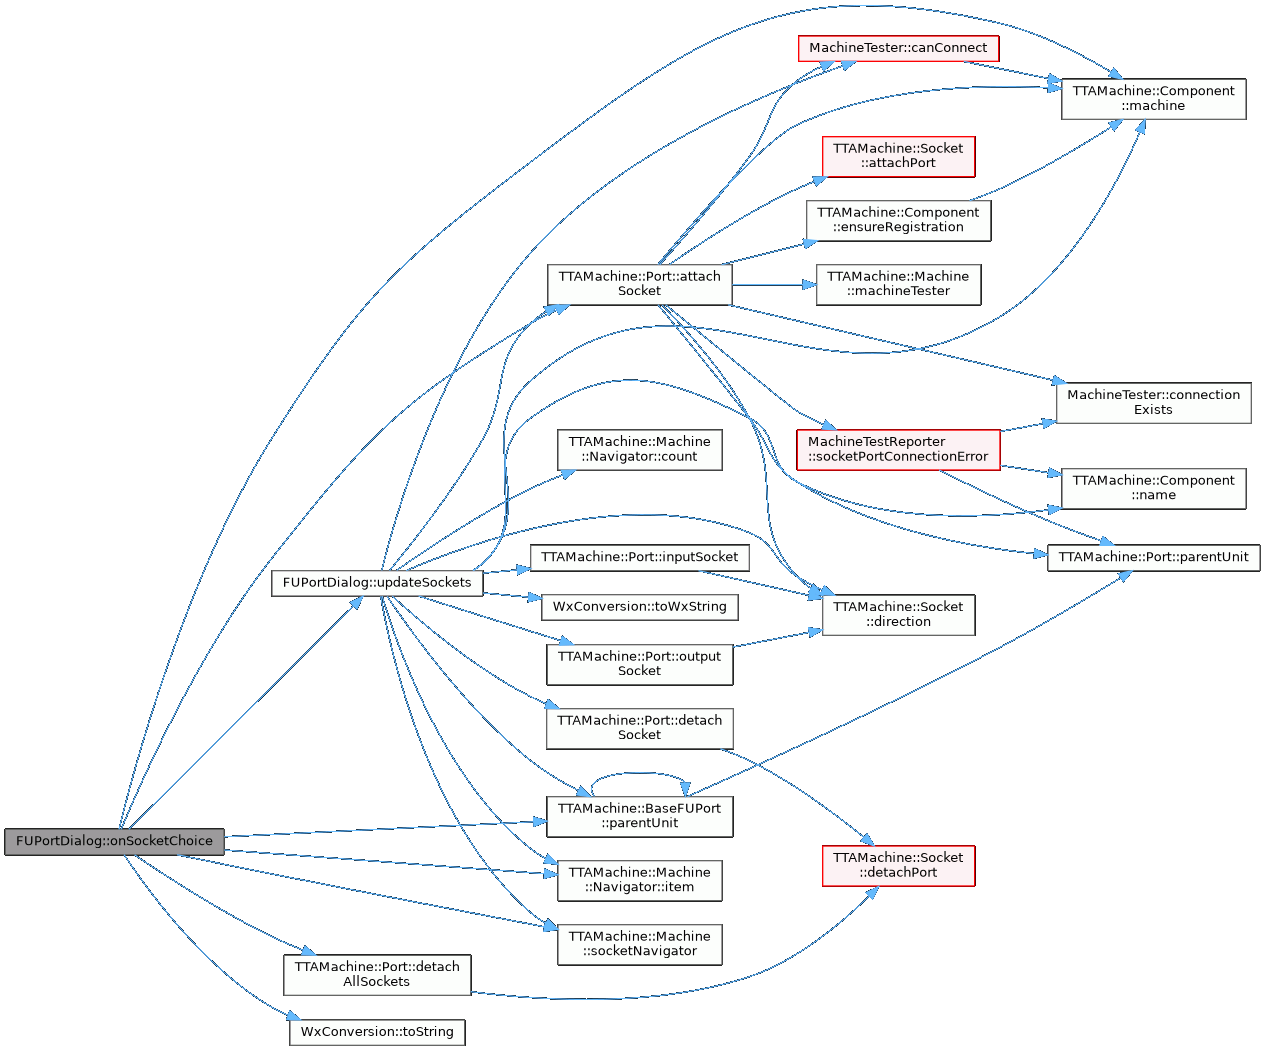 MachineTester::canConnect
TTAMachine::Component
::machine
TTAMachine::Socket
::attachPort
TTAMachine::Component
::ensureRegistration
TTAMachine::Port::attach
Socket
TTAMachine::Machine
::machineTester
MachineTester::connection
Exists
TTAMachine::Machine
::Navigator::count
MachineTestReporter
::socketPortConnectionError
TTAMachine::Component
::name
TTAMachine::Port::inputSocket
TTAMachine::Port::parentUnit
FUPortDialog::updateSockets
WxConversion::toWxString
TTAMachine::Socket
::direction
TTAMachine::Port::output
Socket
TTAMachine::Port::detach
Socket
TTAMachine::BaseFUPort
::parentUnit
FUPortDialog::onSocketChoice
TTAMachine::Socket
::detachPort
TTAMachine::Machine
::Navigator::item
TTAMachine::Machine
::socketNavigator
TTAMachine::Port::detach
AllSockets
WxConversion::toString